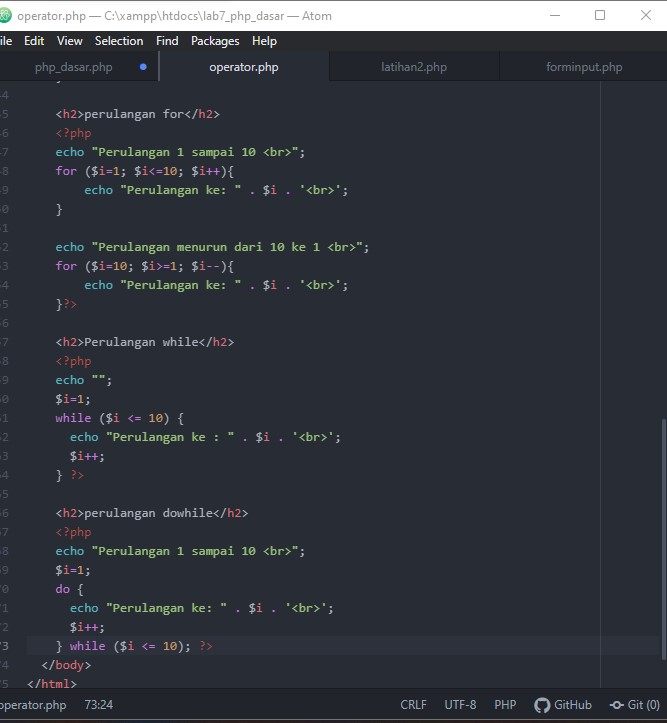 operator.php — C:\xampp\htdocs\lab7_php_dasar — Atom
ile Edit View Selection Find Packages Help
php_dasar.php operator.php latihan2.php forminput.php
4
5 <h2>perulangan for</h2>
6 <?php
7 echo "Perulangan 1 sampai 10 <br>";
8 for ($i=1; $i<=10; $i++){
9 echo "Perulangan ke: " . $i . '<br>';
0 }
1
2 echo "Perulangan menurun dari 10 ke 1 <br>";
3 for ($i=10; $i>=1; $i--){
4 echo "Perulangan ke: " . $i . '<br>';
5 }?>
6
7 <h2>Perulangan while</h2>
8 <?php
9 echo "";
0 $i=1;
1 while ($i <= 10) {
2 echo "Perulangan ke : " . $i . '<br>';
3 $i++;
4 } ?>
5
6 <h2>perulangan dowhile</h2>
7 <?php
8 echo "Perulangan 1 sampai 10 <br>";
9 $i=1;
0 do {
1 echo "Perulangan ke: " . $i . '<br>';
2 $i++;
3 } while ($i <= 10); ?>
4 </body>
5 </html>
operator.php 73:24 CRLF UTF-8 PHP GitHub Git (0)